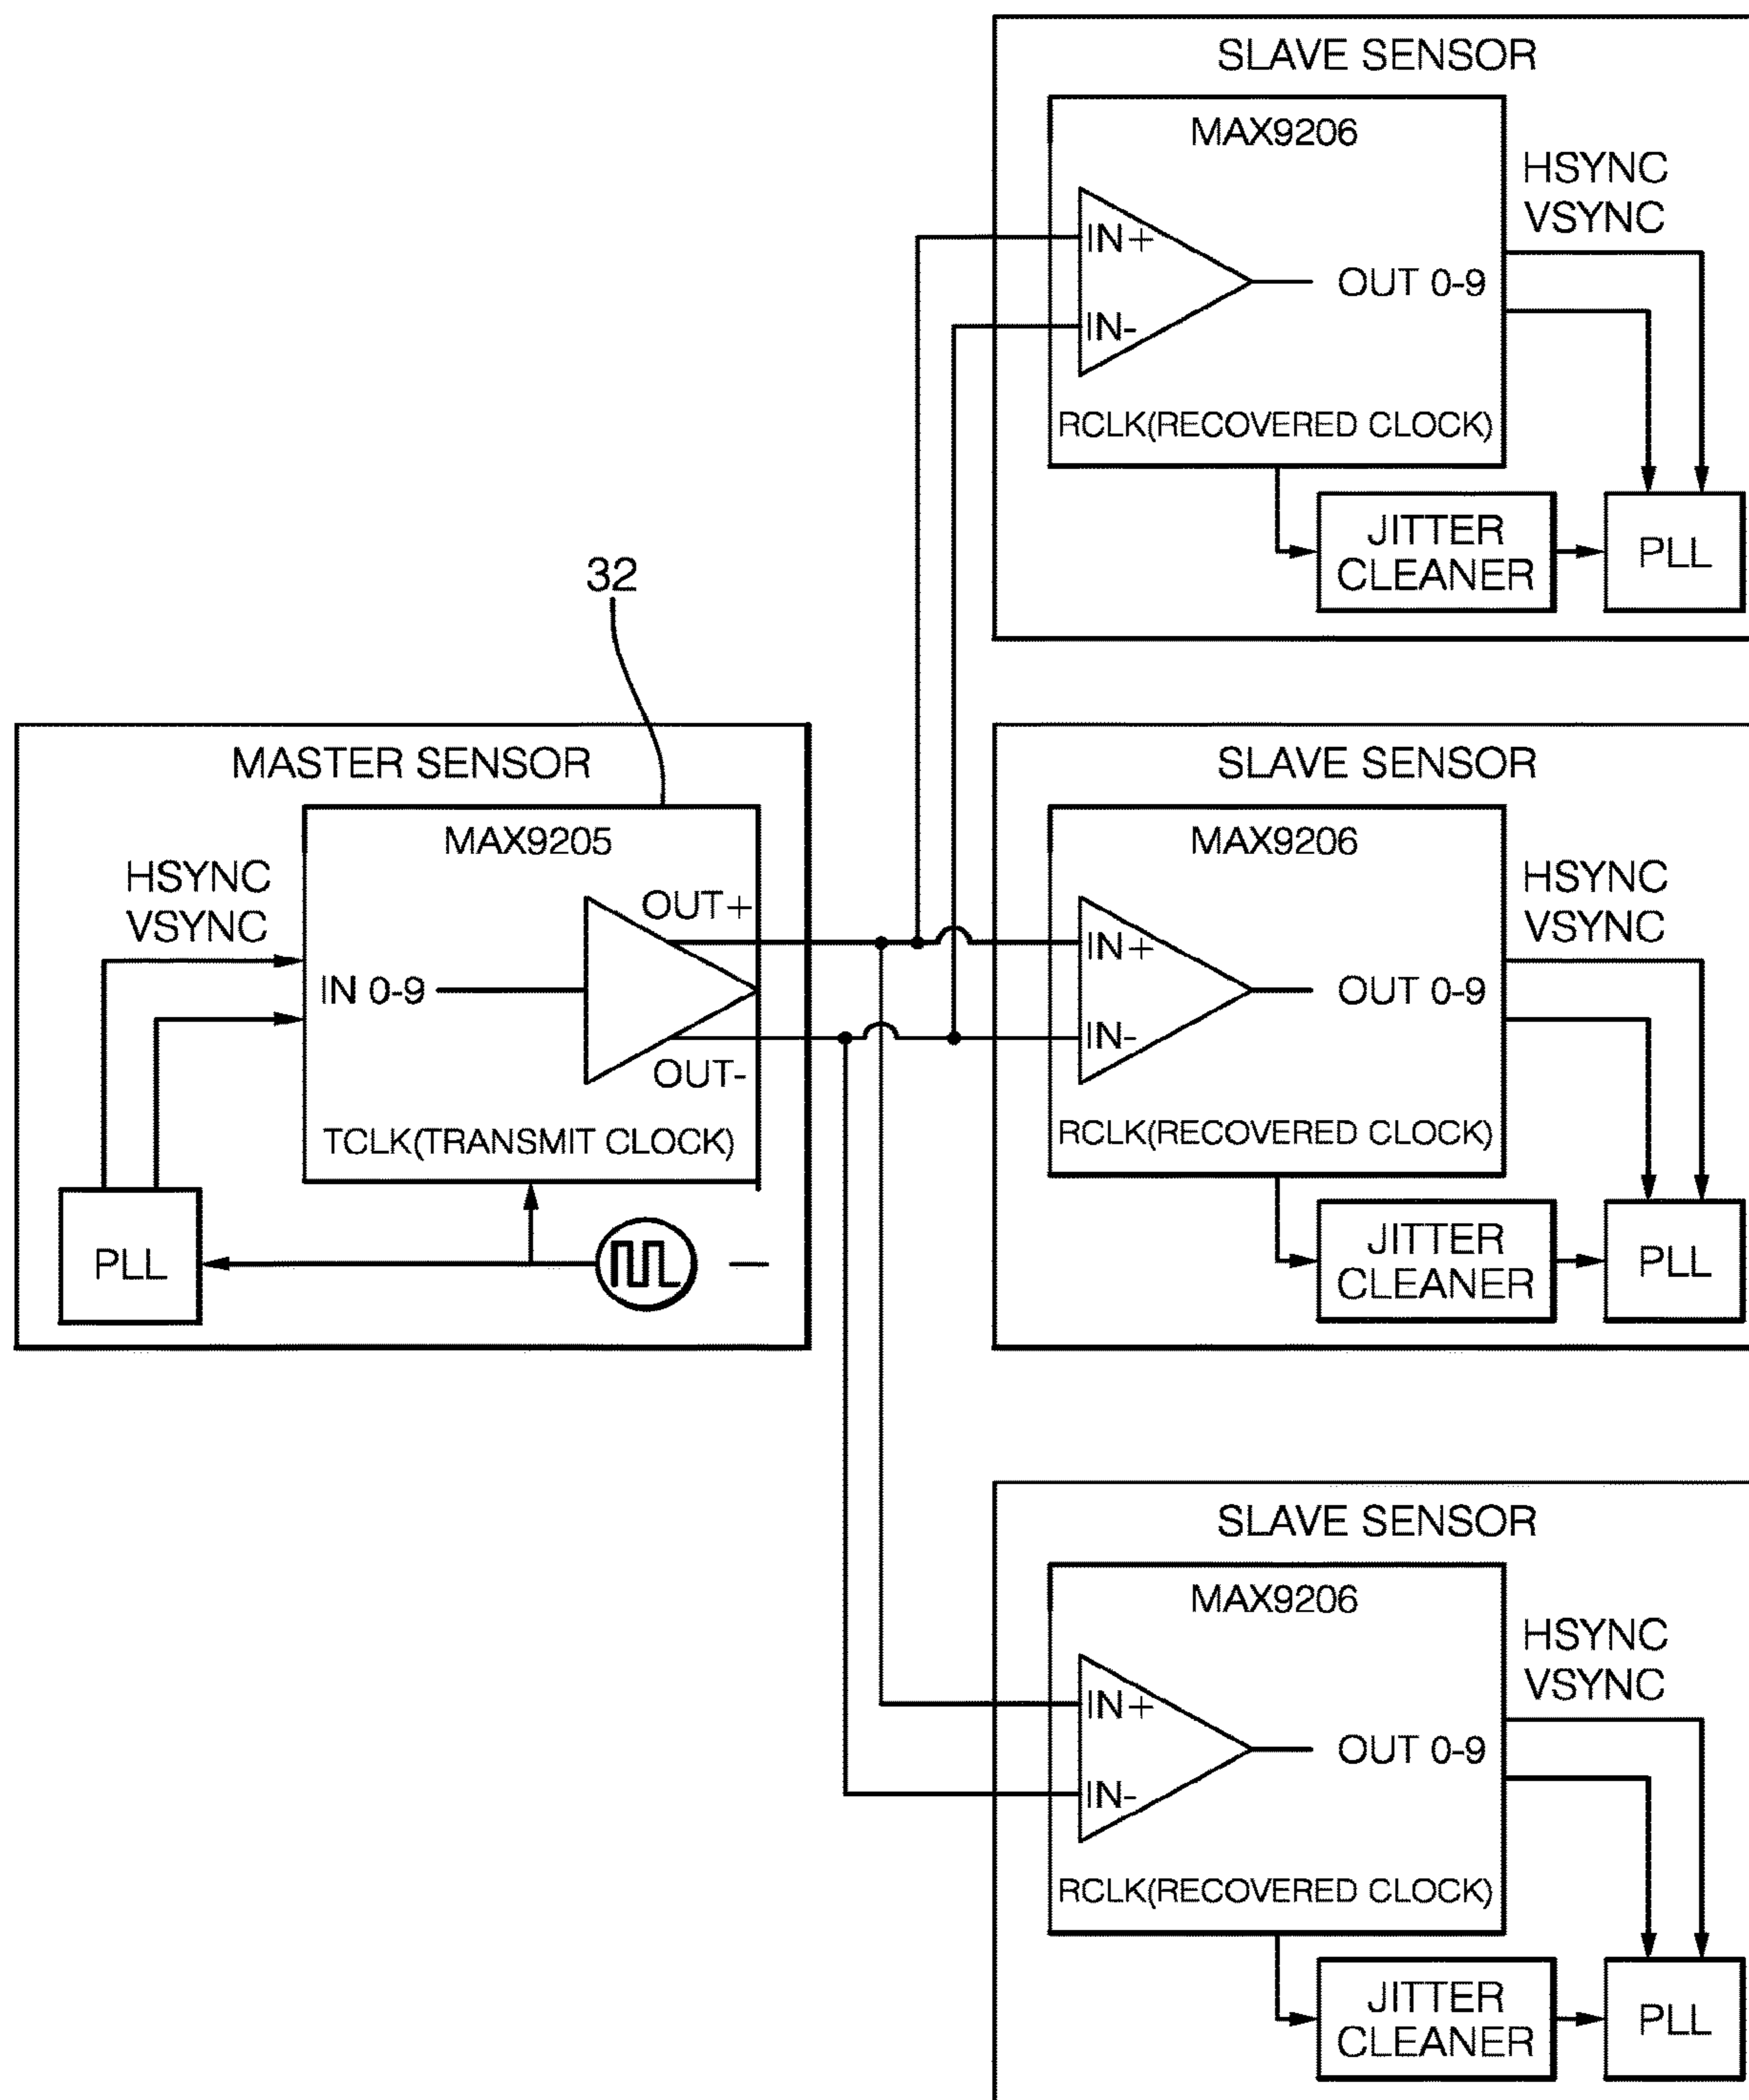 SLAVE SENSOR
MAX9206
HSYNC
VSYNC
IN+
OUT 0-9
IN-
RCLK(RECOVERED CLOCK)
JITTER
CLEANER
PLL
32
MASTER SENSOR
MAX9205
HSYNC
VSYNC
OUT+
IN 0-9
OUT-
TCLK(TRANSMIT CLOCK)
PLL
SLAVE SENSOR
MAX9206
HSYNC
VSYNC
IN+
OUT 0-9
IN-
RCLK(RECOVERED CLOCK)
JITTER
CLEANER
PLL
SLAVE SENSOR
MAX9206
HSYNC
VSYNC
IN+
OUT 0-9
IN-
RCLK(RECOVERED CLOCK)
JITTER
CLEANER
PLL